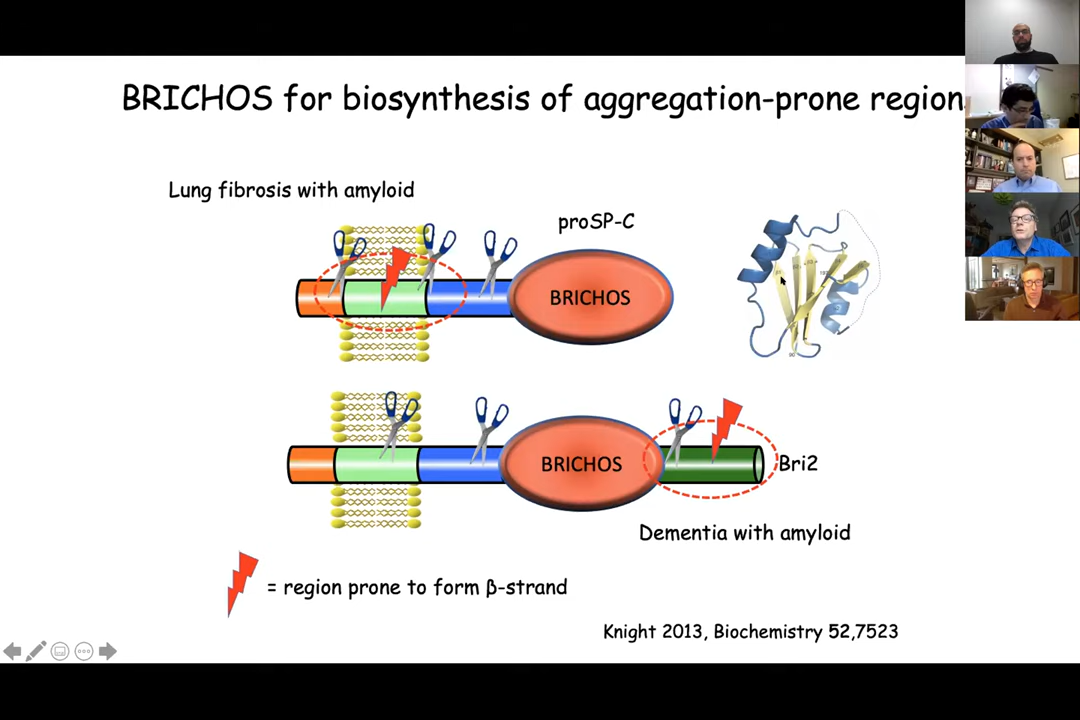 BRICHOS for biosynthesis of aggregation-prone region
Lung fibrosis with amyloid
proSP-C
BRICHOS
BRICHOS
Bri2
Dementia with amyloid
= region prone to form β-strand
Knight 2013, Biochemistry 52,7523